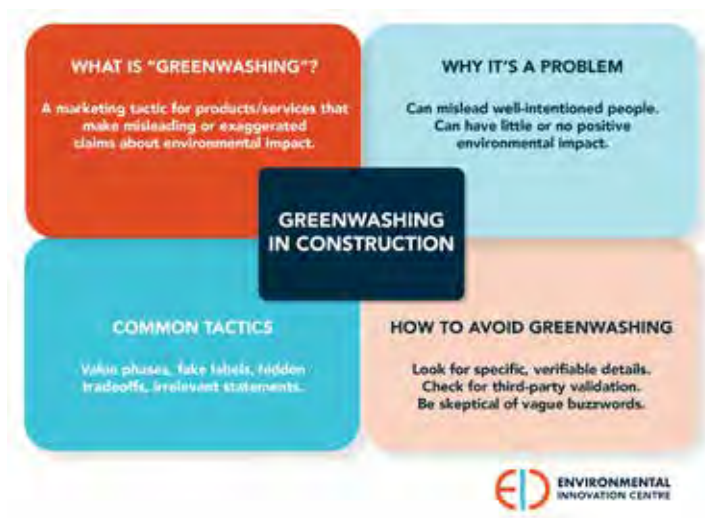 WHAT IS "GREENWASHING"?
A marketing tactic for products/services that
make misleading or exaggerated
claims about environmental impact.
WHY IT'S A PROBLEM
Can mislead well-intentioned people.
Can have little or no positive
environmental impact.
GREENWASHING
IN CONSTRUCTION
COMMON TACTICS
phases, fake labels, hidden
tradeoffs, irrelevant statements.
HOW TO AVOID GREENWASHING
Look for specific, verifiable details.
Check for third-party validation.
Be skeptical of vague buzzwords.
EIC ENVIRONMENTAL
INNOVATION CENTRE